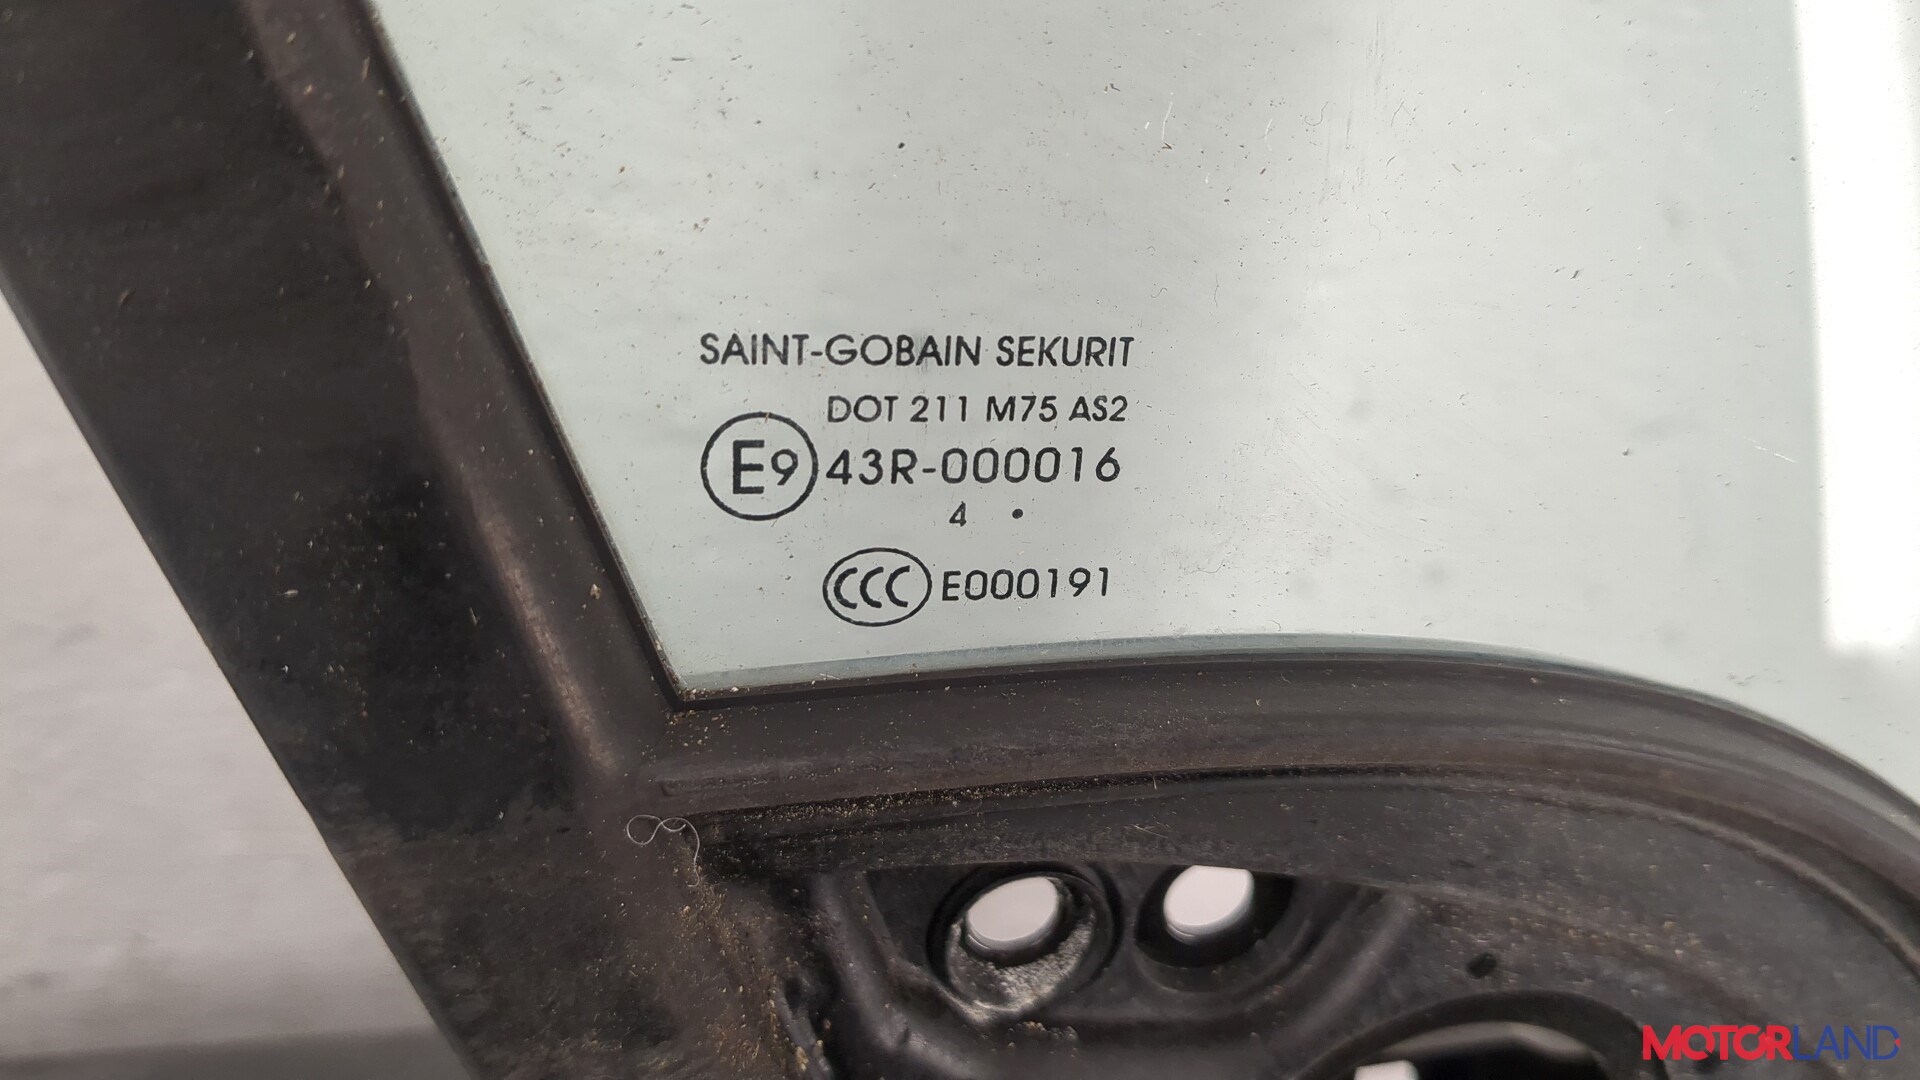 SAINT-GOBAIN SEKURIT
DOT 211 M75 AS2
E9 43R-000016
4 •
CCC E000191
MOTORLAND